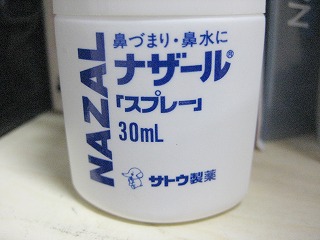 鼻づまり・鼻水に
NAZAL
ナザール®
「スプレー」
30mL
サトウ製薬